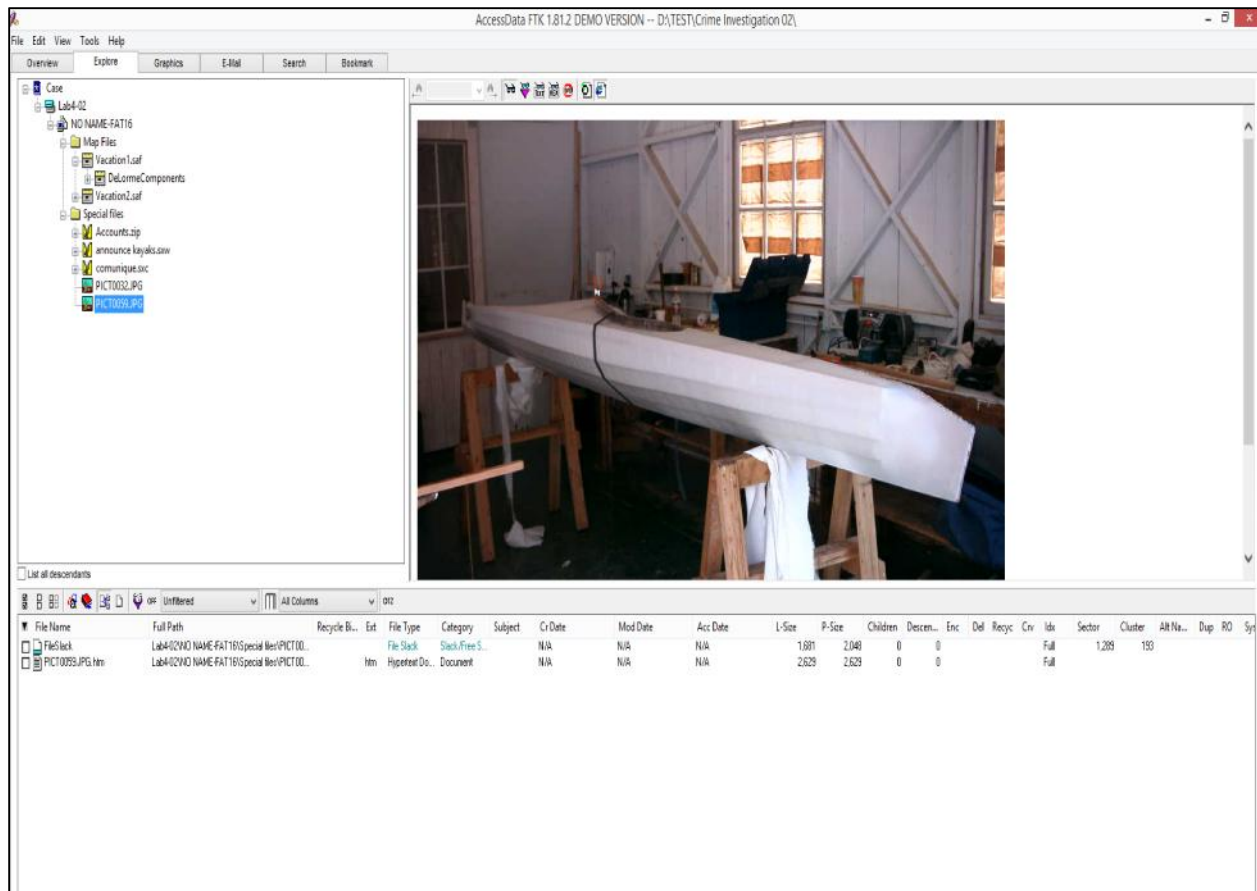 AccessData FTK 1.81.2 DEMO VERSION -- D:\TEST\Crime Investigation 02\
File Edit View Tools Help
Overview Explore Graphics E-Mail Search Bookmark
Case
Lab4-02
NO NAME-FAT16
Map Files
Vacation1.saf
DeLormeComponents
Vacation2.saf
Special files
Accounts.zip
announce kayaks.sxw
comunique.sxc
PICT0032.JPG
PICT0059.JPG
List all descendants
OFF Unfiltered All Columns
File Name Full Path Recycle Bi... Ext File Type Category Subject Cr Date Mod Date Acc Date L-Size P-Size Children Descen... Enc Del Recyc Crv Idx Sector Cluster Alt Na... Dup RO Sys
FileSlack Lab4-02\NO NAME-FAT16\Special files\PICT00... File Slack Slack/Free S... N/A N/A N/A 1,681 2,048 0 0 Full 1,289 193
PICT0059.JPG.htm Lab4-02\NO NAME-FAT16\Special files\PICT00... htm Hypertext Do... Document N/A N/A N/A 2,629 2,629 0 0 Full